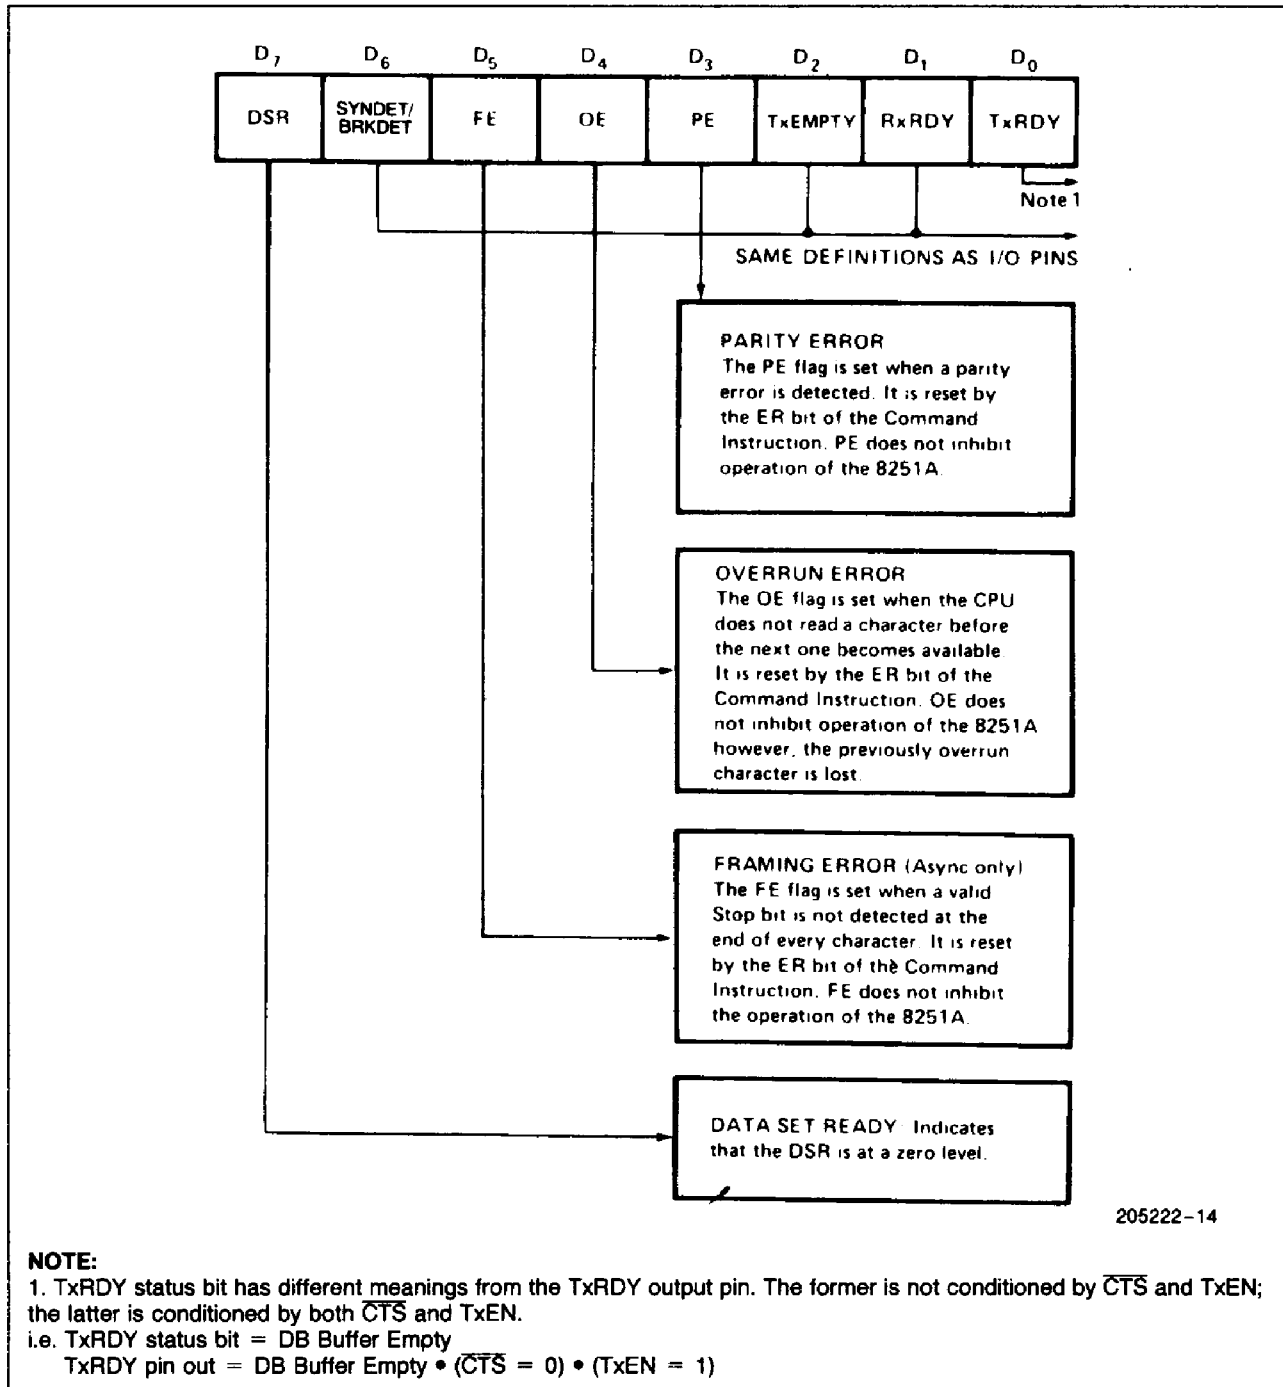 D7 D6 D5 D4 D3 D2 D1 D0
DSR SYNDET/ BRKDET FE OE PE TxEMPTY RxRDY TxRDY
Note 1
SAME DEFINITIONS AS I/O PINS
PARITY ERROR
The PE flag is set when a parity
error is detected. It is reset by
the ER bit of the Command
Instruction. PE does not inhibit
operation of the 8251A.
OVERRUN ERROR
The OE flag is set when the CPU
does not read a character before
the next one becomes available.
It is reset by the ER bit of the
Command Instruction. OE does
not inhibit operation of the 8251A
however, the previously overrun
character is lost.
FRAMING ERROR (Async only)
The FE flag is set when a valid
Stop bit is not detected at the
end of every character. It is reset
by the ER bit of the Command
Instruction. FE does not inhibit
the operation of the 8251A.
DATA SET READY: Indicates
that the DSR is at a zero level.
205222-14
NOTE:
1. TxRDY status bit has different meanings from the TxRDY output pin. The former is not conditioned by C̅T̅S̅ and TxEN;
the latter is conditioned by both C̅T̅S̅ and TxEN.
i.e. TxRDY status bit = DB Buffer Empty
TxRDY pin out = DB Buffer Empty • (C̅T̅S̅ = 0) • (TxEN = 1)